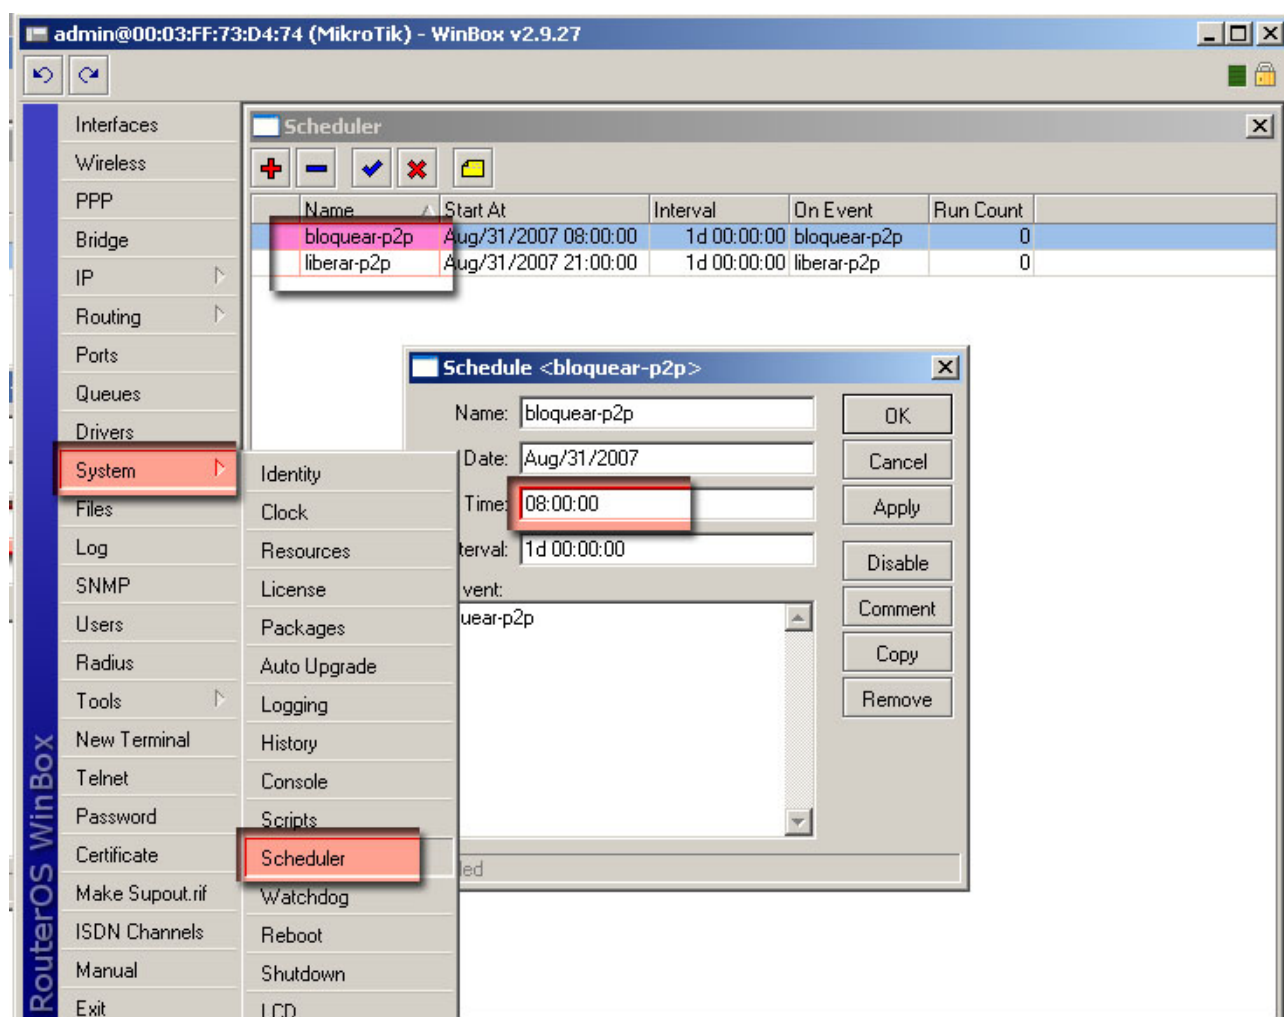 admin@00:03:FF:73:D4:74 (MikroTik) - WinBox v2.9.27
Interfaces
Wireless
PPP
Bridge
IP
Routing
Ports
Queues
Drivers
System
Files
Log
SNMP
Users
Radius
Tools
New Terminal
Telnet
Password
Certificate
Make Supout.rif
ISDN Channels
Manual
Exit
RouterOS WinBox
Scheduler
Name Start At Interval On Event Run Count
bloquear-p2p Aug/31/2007 08:00:00 1d 00:00:00 bloquear-p2p 0
liberar-p2p Aug/31/2007 21:00:00 1d 00:00:00 liberar-p2p 0
Identity
Clock
Resources
License
Packages
Auto Upgrade
Logging
History
Console
Scripts
Scheduler
Watchdog
Reboot
Shutdown
LCD
Schedule <bloquear-p2p>
Name: bloquear-p2p
Date: Aug/31/2007
Time: 08:00:00
terval: 1d 00:00:00
vent:
uear-p2p
led
OK
Cancel
Apply
Disable
Comment
Copy
Remove